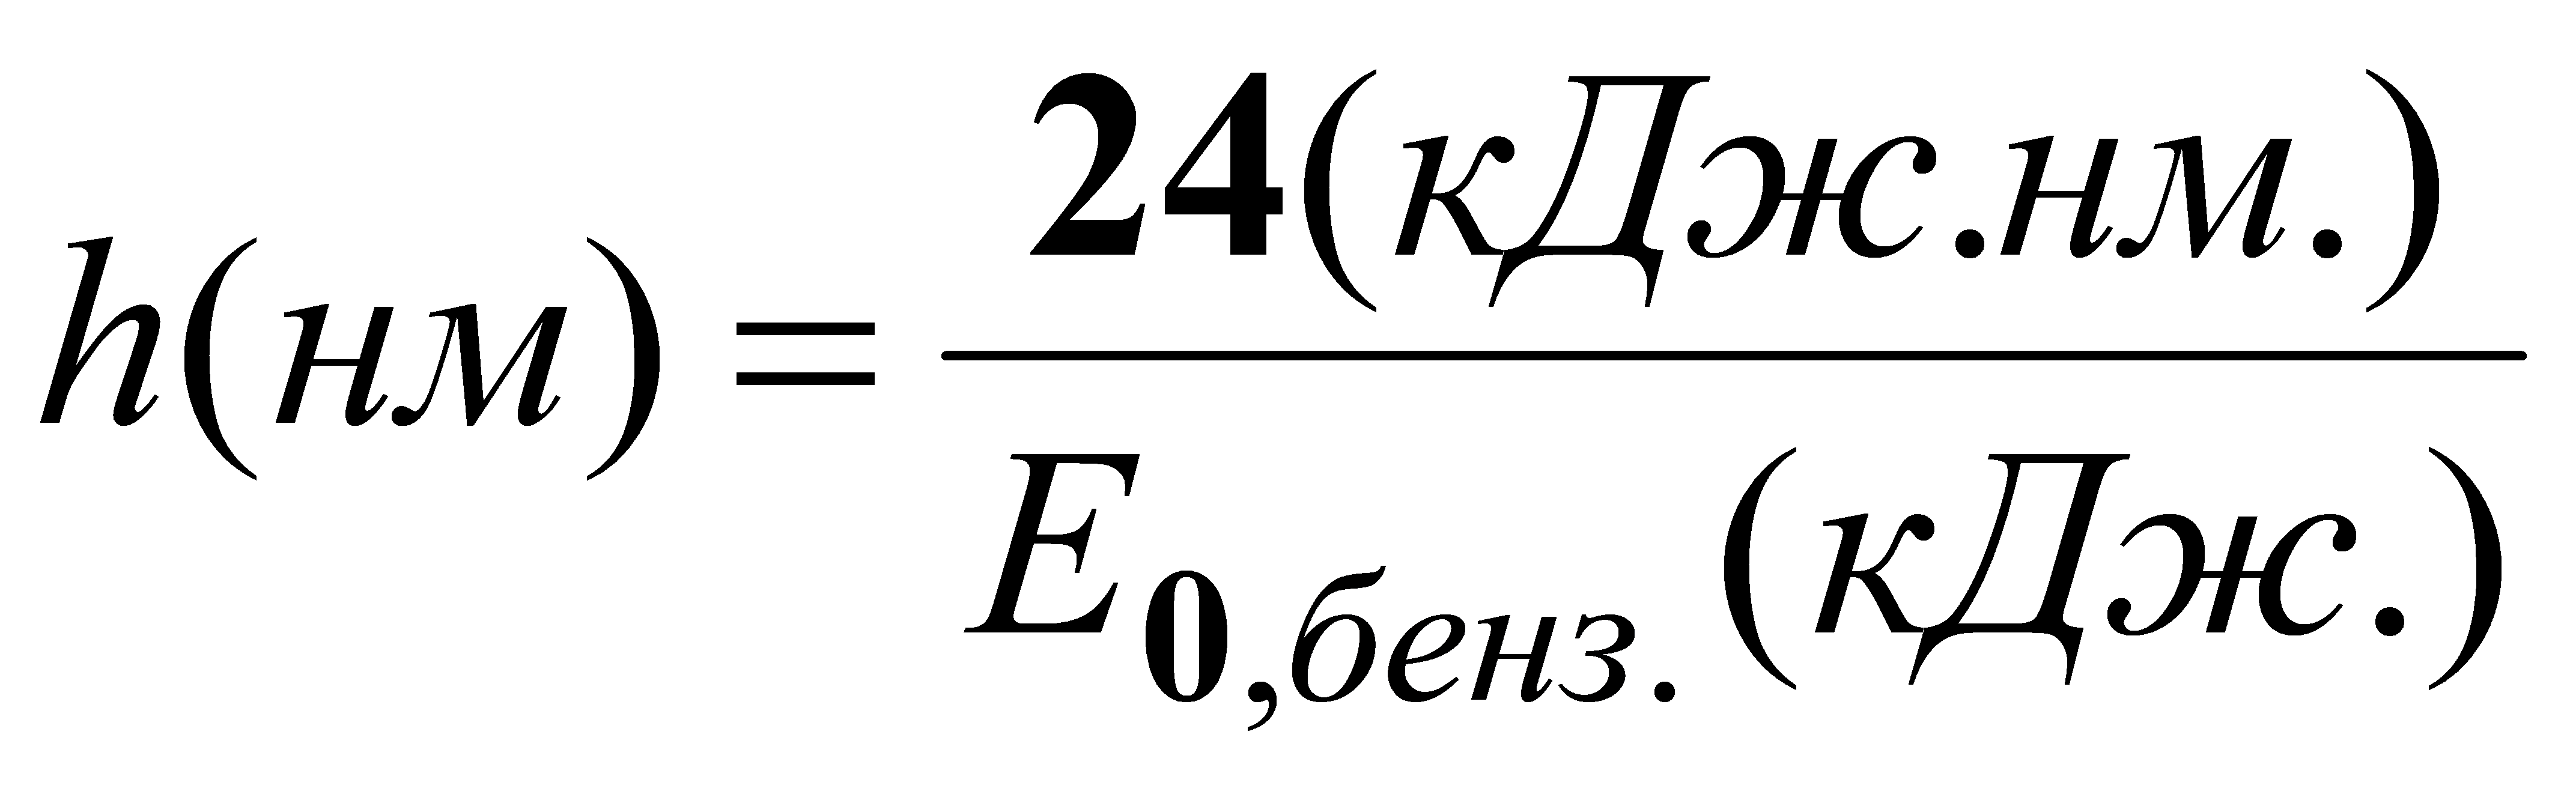 h(нм) = 24(кДж.нм.) / E0,бенз.(кДж.)